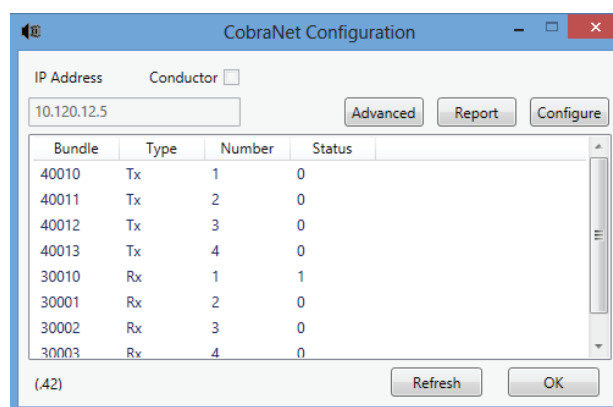 CobraNet Configuration
IP Address Conductor
10.120.12.5 Advanced Report Configure
Bundle Type Number Status
40010 Tx 1 0
40011 Tx 2 0
40012 Tx 3 0
40013 Tx 4 0
30010 Rx 1 1
30001 Rx 2 0
30002 Rx 3 0
30003 Rx 4 0
(.42) Refresh OK